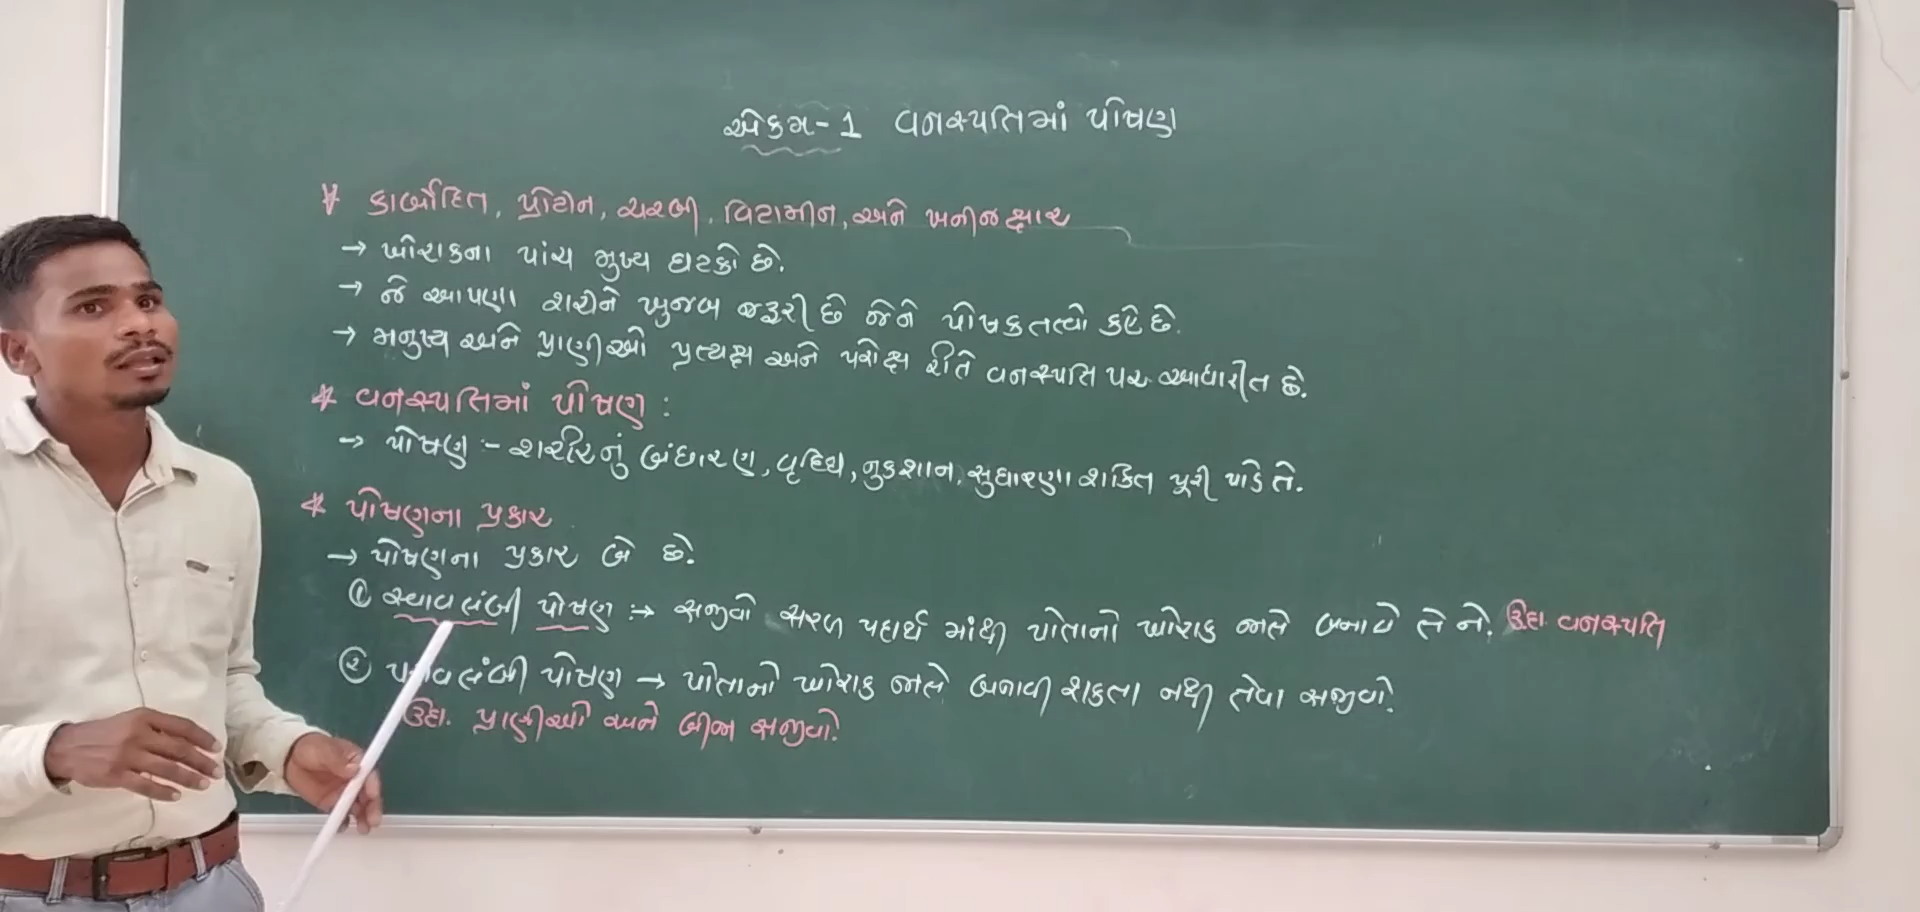 એકમ-1 વનસ્પતિમાં પોષણ
* કાર્બોદિત, પ્રોટીન, ચરબી, વિટામીન, અને ખનીજક્ષાર
→ ખોરાકના પાંચ મુખ્ય ઘટકો છે.
→ જે આપણા શરીરને ખુબજ જરૂરી છે જેને પોષકતત્વો કહે છે.
→ મનુષ્ય અને પ્રાણીઓ પ્રત્યક્ષ અને પરોક્ષ રીતે વનસ્પતિ પર આધારીત છે.
* વનસ્પતિમાં પોષણ :
→ પોષણ :- શરીરનું બંધારણ, વૃધ્ધિ, નુકશાન, સુધારણા શકિત પૂરી પાડે તે.
* પોષણના પ્રકાર
→ પોષણના પ્રકાર બે છે.
① સ્વાવલંબી પોષણ :→ સજીવો સરળ પદાર્થ માંથી પોતાનો ખોરાક જાતે બનાવે તે ને. ઉદા. વનસ્પતિ
② પરાવલંબી પોષણ → પોતાનો ખોરાક જાતે બનાવી શકતા નથી તેવા સજીવો.
ઉદા. પ્રાણીઓ અને બીજા સજીવો.